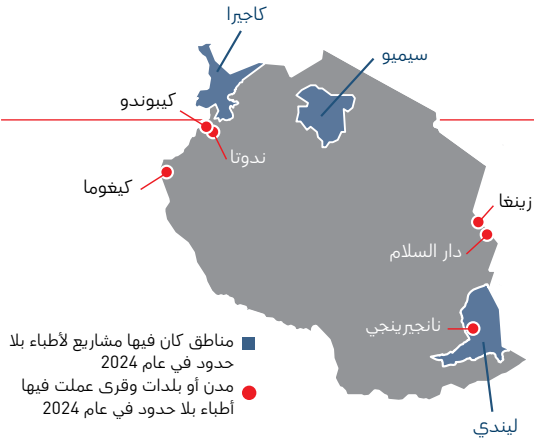 كاجيرا
سيميو
كيبوندو
ندوتا
كيغوما
زينغا
دار السلام
نانجيرينجي
ليندي
مناطق كان فيها مشاريع لأطباء بلا
حدود في عام 2024
مدن أو بلدات وقرى عملت فيها
أطباء بلا حدود في عام 2024